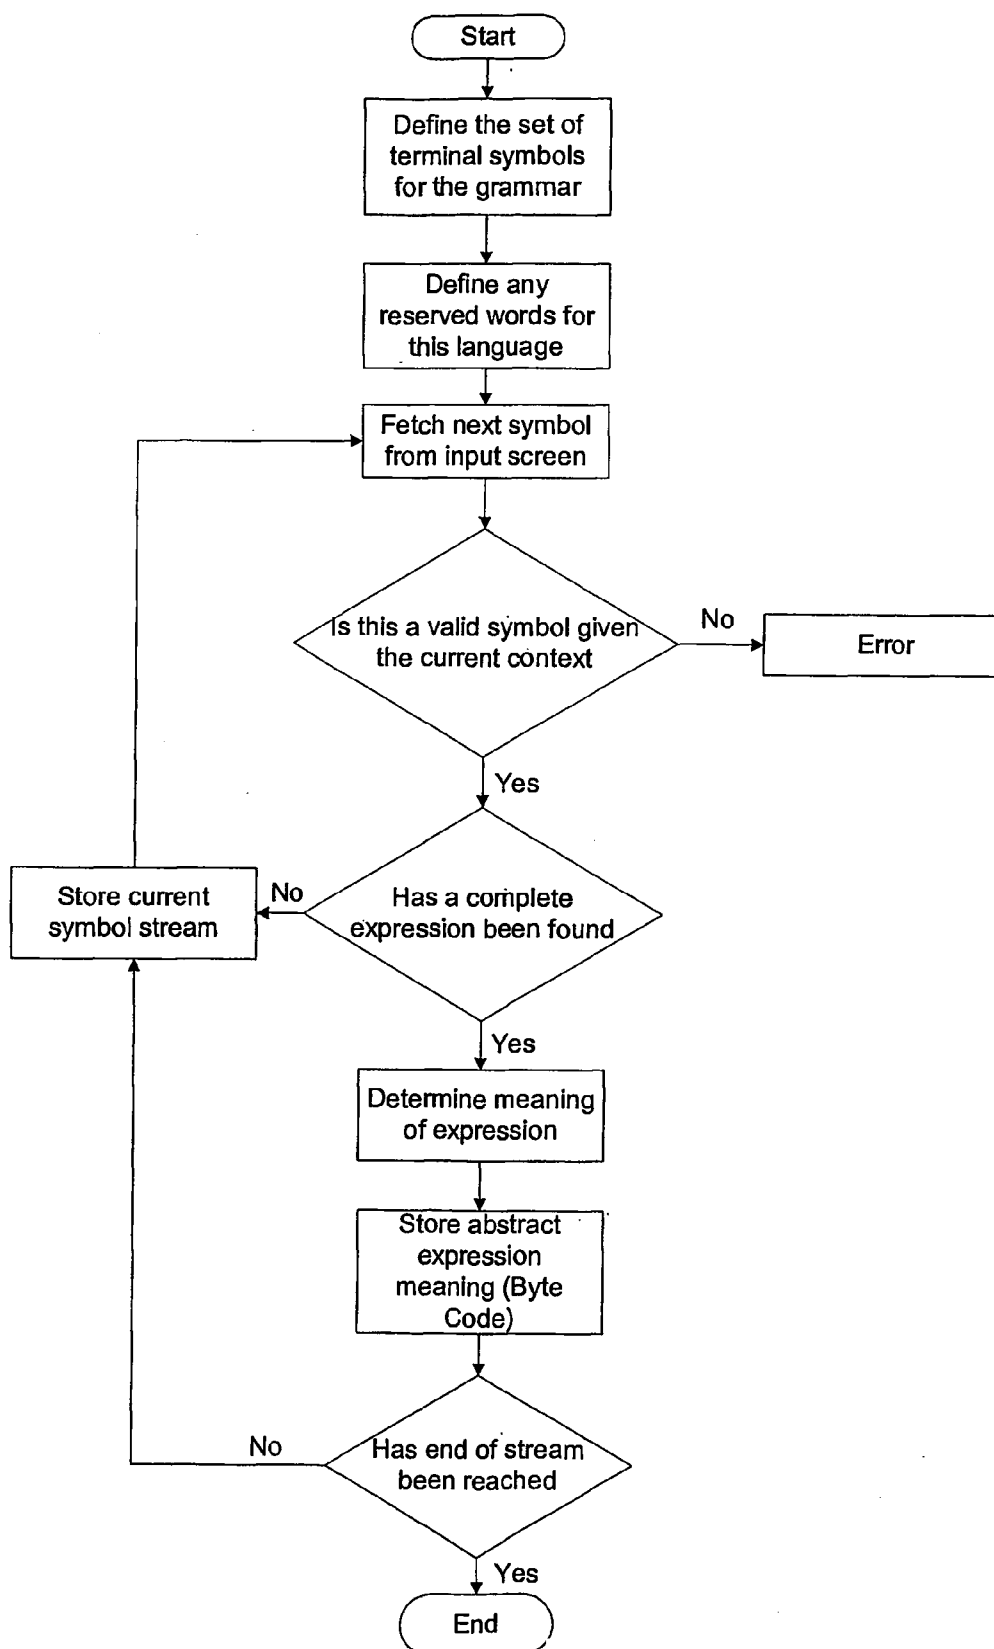 Start
Define the set of
terminal symbols
for the grammar
Define any
reserved words for
this language
Fetch next symbol
from input screen
Is this a valid symbol given
the current context
No
Error
Yes
Has a complete
expression been found
No
Store current
symbol stream
Yes
Determine meaning
of expression
Store abstract
expression
meaning (Byte
Code)
Has end of stream
been reached
No
Yes
End